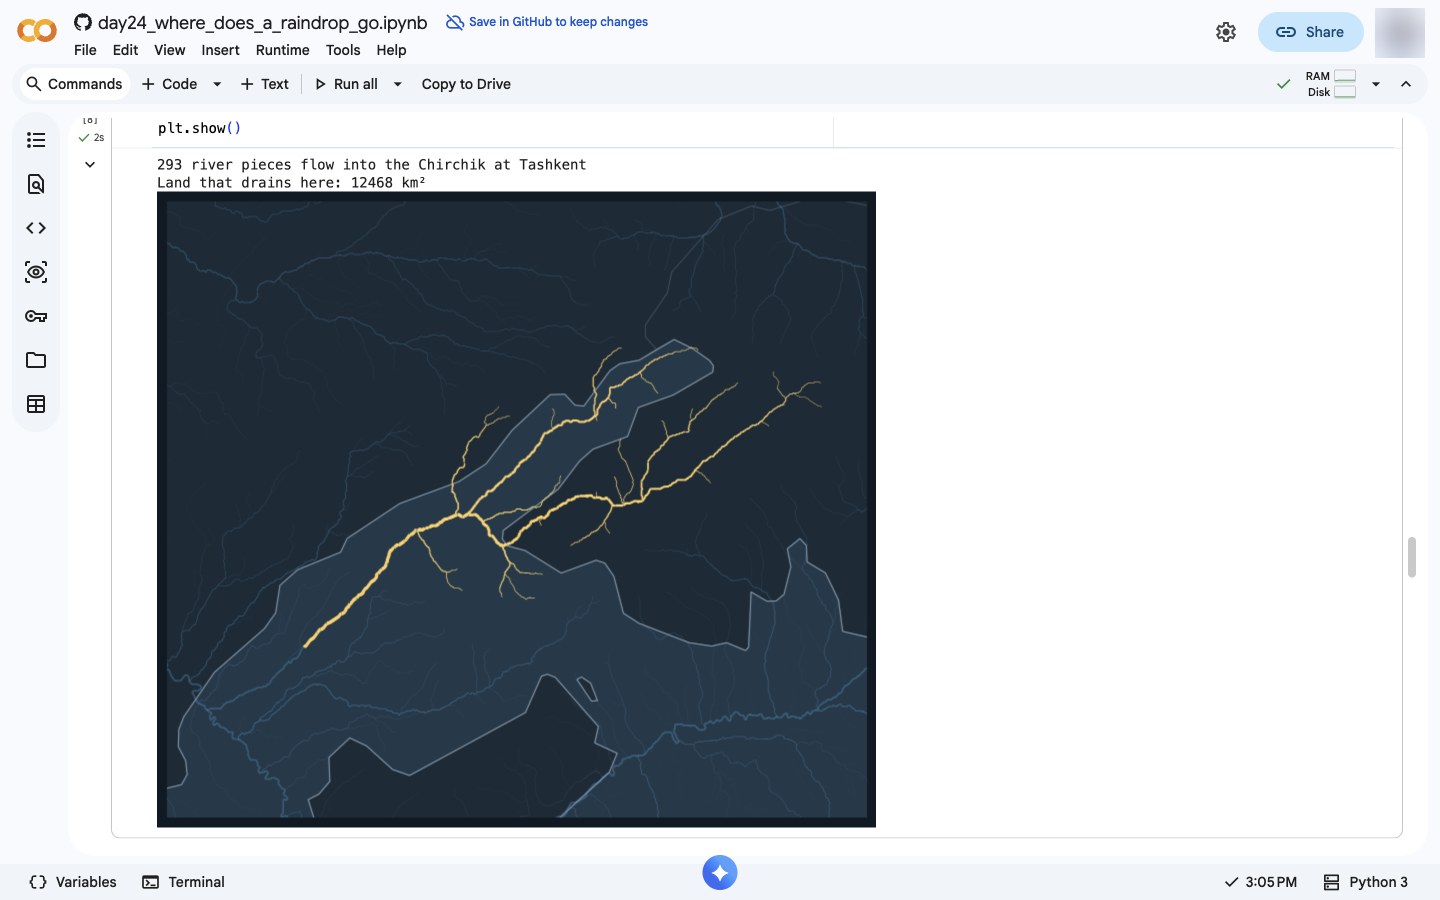 day24_where_does_a_raindrop_go.ipynb
Save in GitHub to keep changes
Share
File Edit View Insert Runtime Tools Help
Commands + Code + Text Run all Copy to Drive
RAM
Disk
[8]
2s
plt.show()
293 river pieces flow into the Chirchik at Tashkent
Land that drains here: 12468 km²
{} Variables Terminal 3:05 PM Python 3